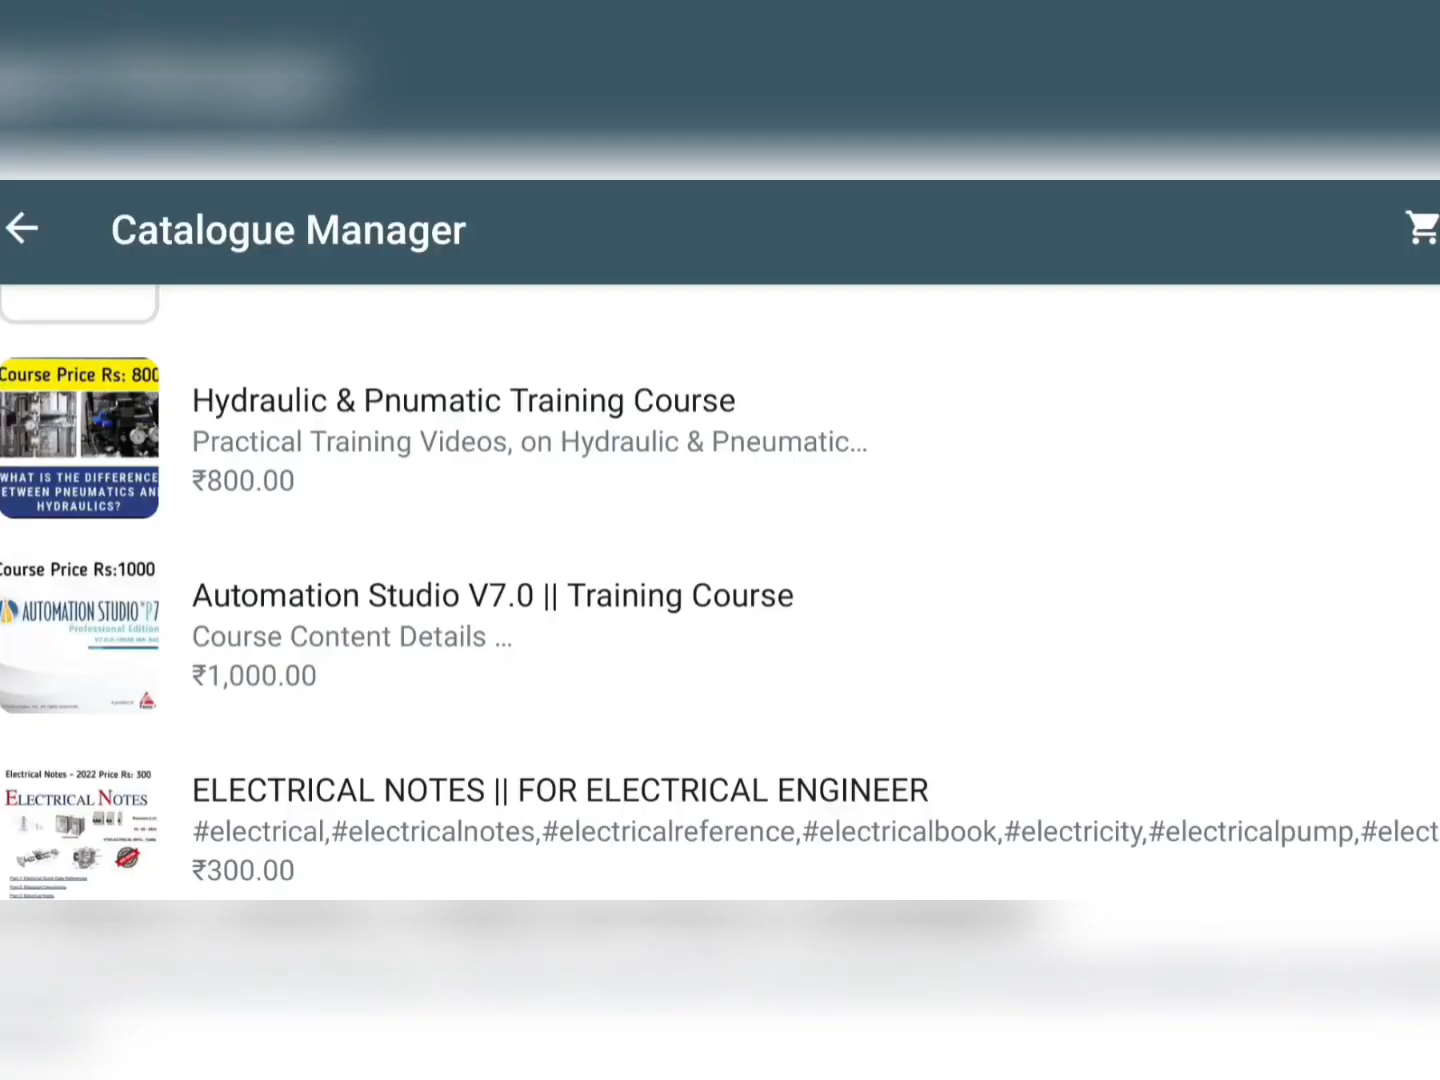 Catalogue Manager
Course Price Rs: 800
WHAT IS THE DIFFERENCE
ETWEEN PNEUMATICS AN
HYDRAULICS?
Hydraulic & Pnumatic Training Course
Practical Training Videos, on Hydraulic & Pneumatic...
₹800.00
Course Price Rs:1000
AUTOMATION STUDIO P7
Professional Edition
Automation Studio V7.0 || Training Course
Course Content Details ...
₹1,000.00
Electrical Notes - 2022 Price Rs: 300
ELECTRICAL NOTES
ELECTRICAL NOTES || FOR ELECTRICAL ENGINEER
#electrical,#electricalnotes,#electricalreference,#electricalbook,#electricity,#electricalpump,#elect
₹300.00